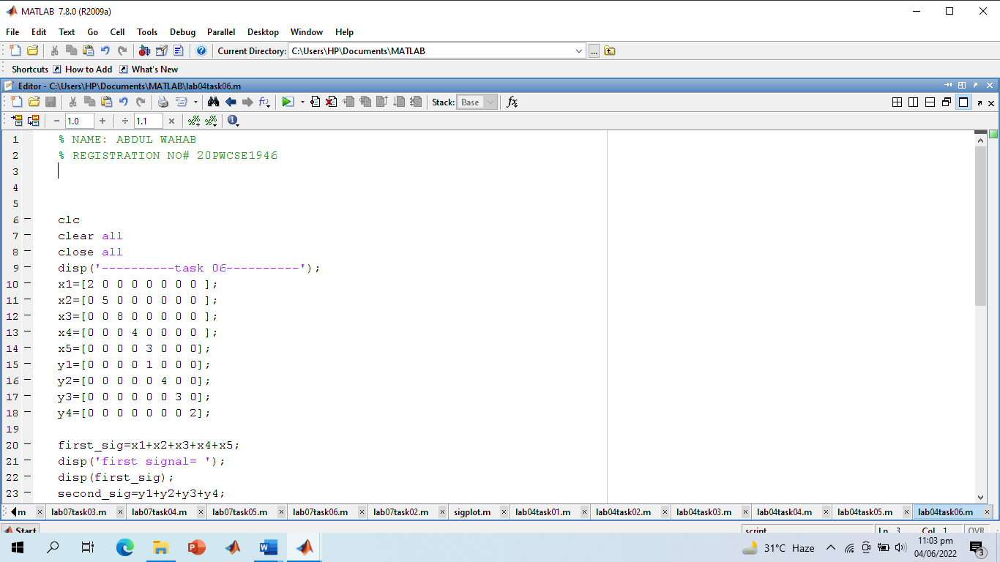 MATLAB 7.8.0 (R2009a)
File Edit Text Go Cell Tools Debug Parallel Desktop Window Help
Current Directory: C:\Users\HP\Documents\MATLAB ...
Shortcuts How to Add What's New
Editor - C:\Users\HP\Documents\MATLAB\lab04task06.m
Stack: Base fx
− 1.0 + ÷ 1.1 ×
1 % NAME: ABDUL WAHAB
2 % REGISTRATION NO# 20PWCSE1946
3
4
5
6 − clc
7 − clear all
8 − close all
9 − disp('----------task 06----------');
10 − x1=[2 0 0 0 0 0 0 0 ];
11 − x2=[0 5 0 0 0 0 0 0 ];
12 − x3=[0 0 8 0 0 0 0 0 ];
13 − x4=[0 0 0 4 0 0 0 0 ];
14 − x5=[0 0 0 0 3 0 0 0];
15 − y1=[0 0 0 0 1 0 0 0];
16 − y2=[0 0 0 0 0 4 0 0];
17 − y3=[0 0 0 0 0 0 3 0];
18 − y4=[0 0 0 0 0 0 0 2];
19
20 − first_sig=x1+x2+x3+x4+x5;
21 − disp('first signal= ');
22 − disp(first_sig);
23 − second_sig=y1+y2+y3+y4;
m lab07task03.m lab07task04.m lab07task05.m lab07task06.m lab07task02.m sigplot.m lab04task01.m lab04task02.m lab04task03.m lab04task04.m lab04task05.m lab04task06.m
Start script Ln 3 Col 1 OVR
31°C Haze 11:03 pm
04/06/2022 3